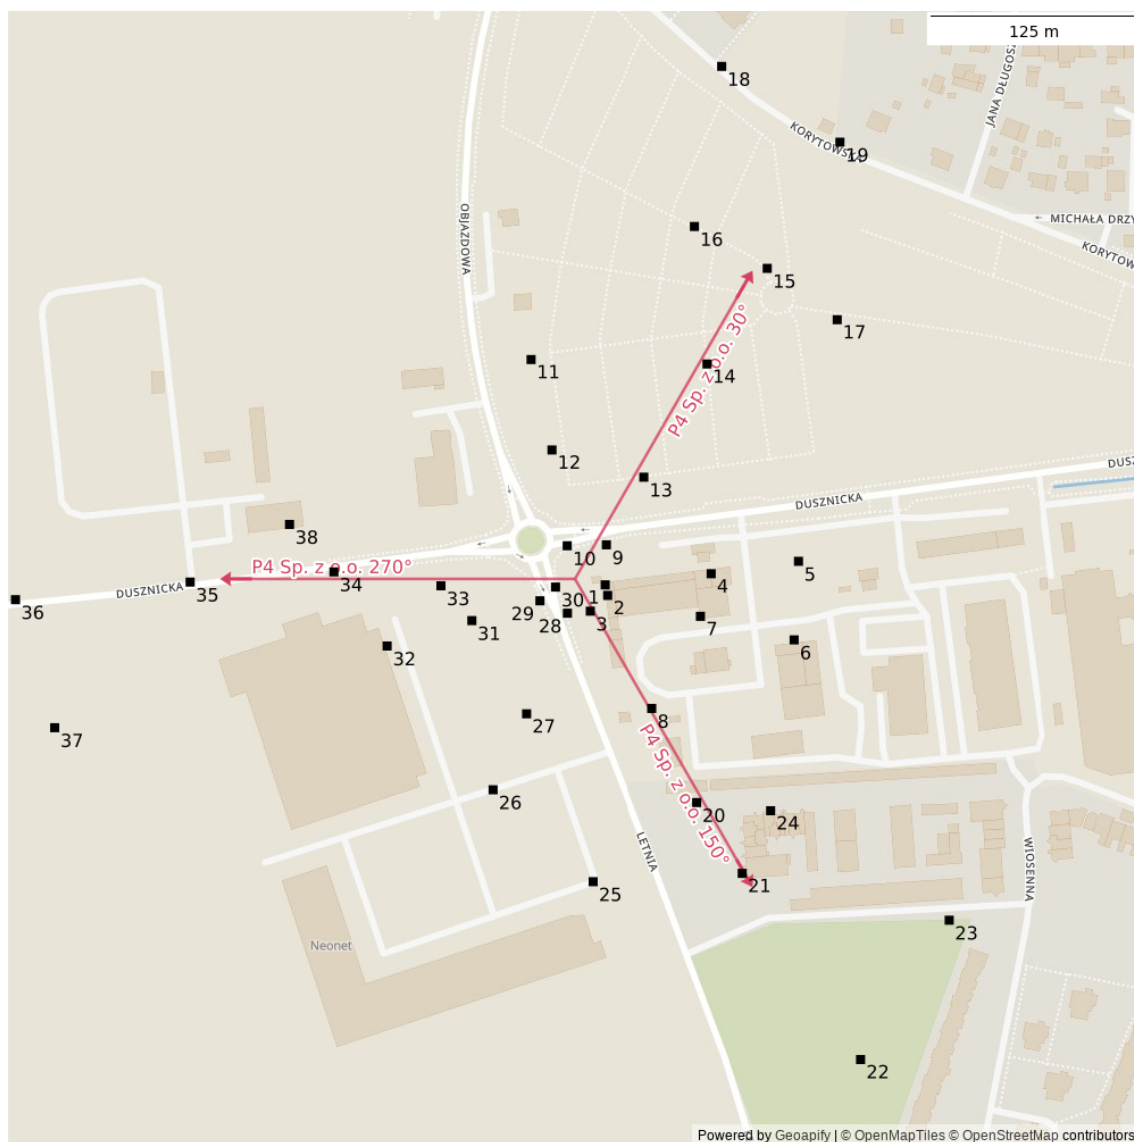 125 m
18
JANA DŁUGOSZ
KORYTOWSKA
19
← MICHAŁA DRZY
OBJAZDOWA
16
KORYTOW
15
P4 Sp. z o.o. 30°
17
11
14
12
13
DUSZ
DUSZNICKA
38
10
9
P4 Sp. z o.o. 270°
34
4
5
DUSZNICKA
35
36
33
29
30
1
2
28
3
31
7
32
6
37
27
8
P4 Sp. z o.o. 150°
26
20
24
LETNIA
WIOSENNA
25
21
23
Neonet
22
Powered by Geoapify | © OpenMapTiles © OpenStreetMap contributors